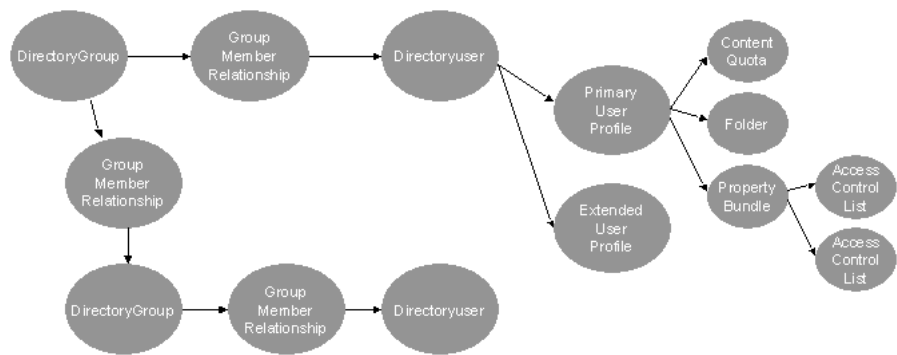 DirectoryGroup
Group
Member
Relationship
Directoryuser
Primary
User
Profile
Content
Quota
Folder
Property
Bundle
Access
Control
List
Access
Control
List
Extended
User
Profile
Group
Member
Relationship
DirectoryGroup
Group
Member
Relationship
Directoryuser